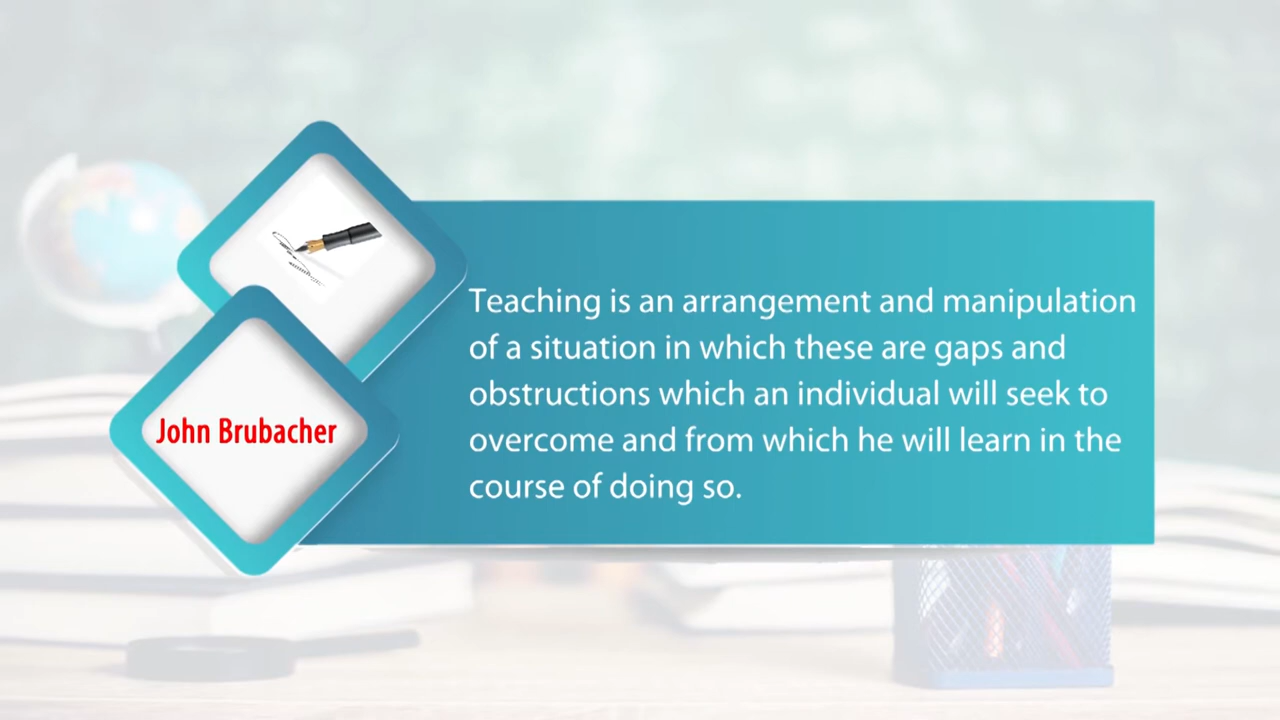 John Brubacher
Teaching is an arrangement and manipulation
of a situation in which these are gaps and
obstructions which an individual will seek to
overcome and from which he will learn in the
course of doing so.